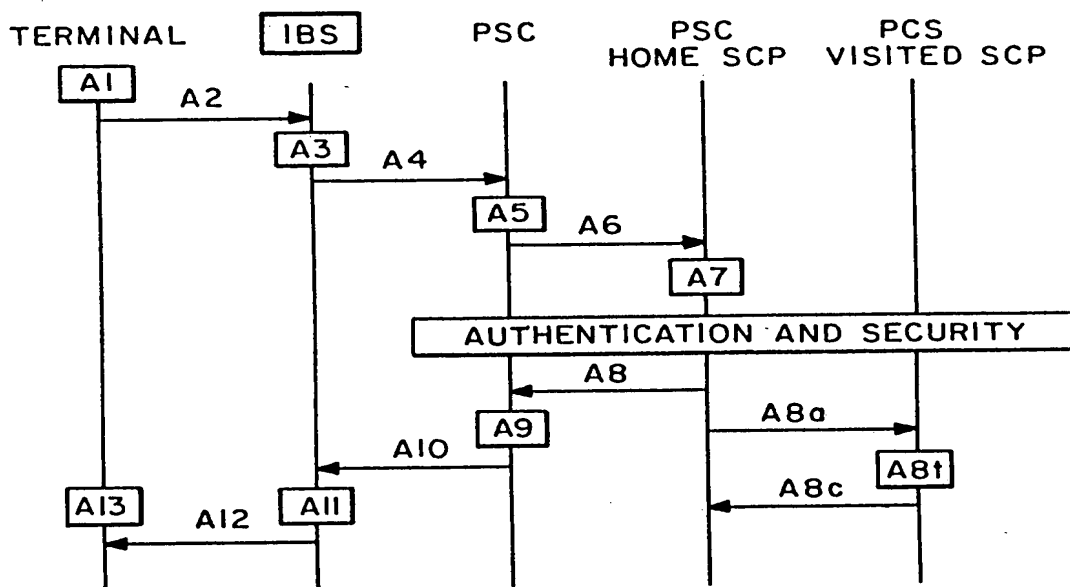 TERMINAL IBS PSC PSC HOME SCP PCS VISITED SCP
A1
A2
A3
A4
A5
A6
A7
AUTHENTICATION AND SECURITY
A8
A8a
A9
A10
A8t
A8c
A13
A12
A11